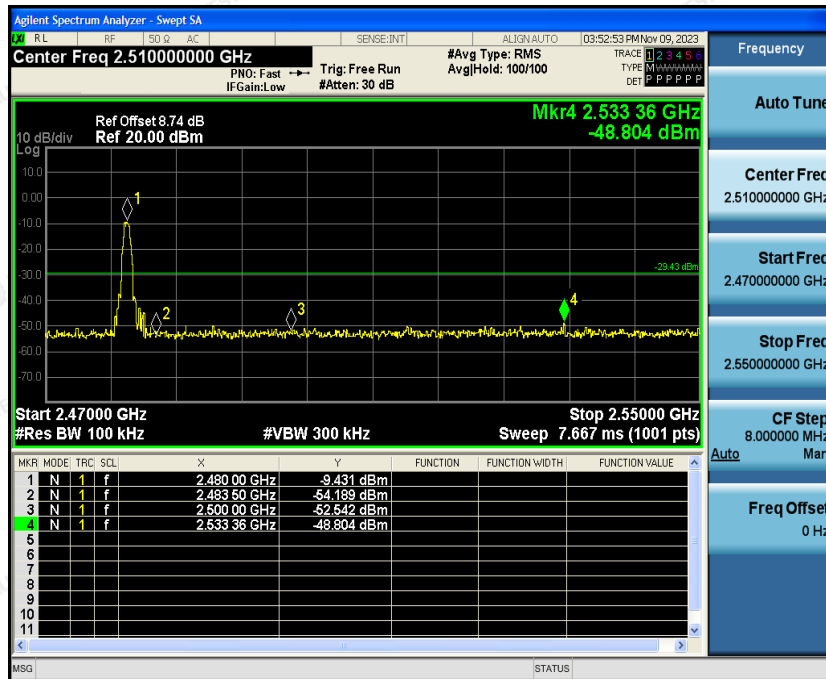 Agilent Spectrum Analyzer - Swept SA
LXI RL RF 50 Ω AC SENSE:INT ALIGN AUTO 03:52:53 PM Nov 09, 2023
Center Freq 2.510000000 GHz
PNO: Fast
IFGain:Low
Trig: Free Run
#Atten: 30 dB
#Avg Type: RMS
Avg|Hold: 100/100
TRACE 1 2 3 4 5 6
TYPE M W W W W W
DET P P P P P P
Mkr4 2.533 36 GHz
-48.804 dBm
Ref Offset 8.74 dB
10 dB/div Ref 20.00 dBm
Log
10.0
0.00
-10.0
-20.0
-30.0
-40.0
-50.0
-60.0
-70.0
1
2
3
4
-29.43 dBm
Start 2.47000 GHz Stop 2.55000 GHz
#Res BW 100 kHz #VBW 300 kHz Sweep 7.667 ms (1001 pts)
MKR MODE TRC SCL X Y FUNCTION FUNCTION WIDTH FUNCTION VALUE
1 N 1 f 2.480 00 GHz -9.431 dBm
2 N 1 f 2.483 50 GHz -54.189 dBm
3 N 1 f 2.500 00 GHz -52.542 dBm
4 N 1 f 2.533 36 GHz -48.804 dBm
5
6
7
8
9
10
11
MSG STATUS
Frequency
Auto Tune
Center Freq
2.510000000 GHz
Start Freq
2.470000000 GHz
Stop Freq
2.550000000 GHz
CF Step
8.000000 MHz
Auto Man
Freq Offset
0 Hz